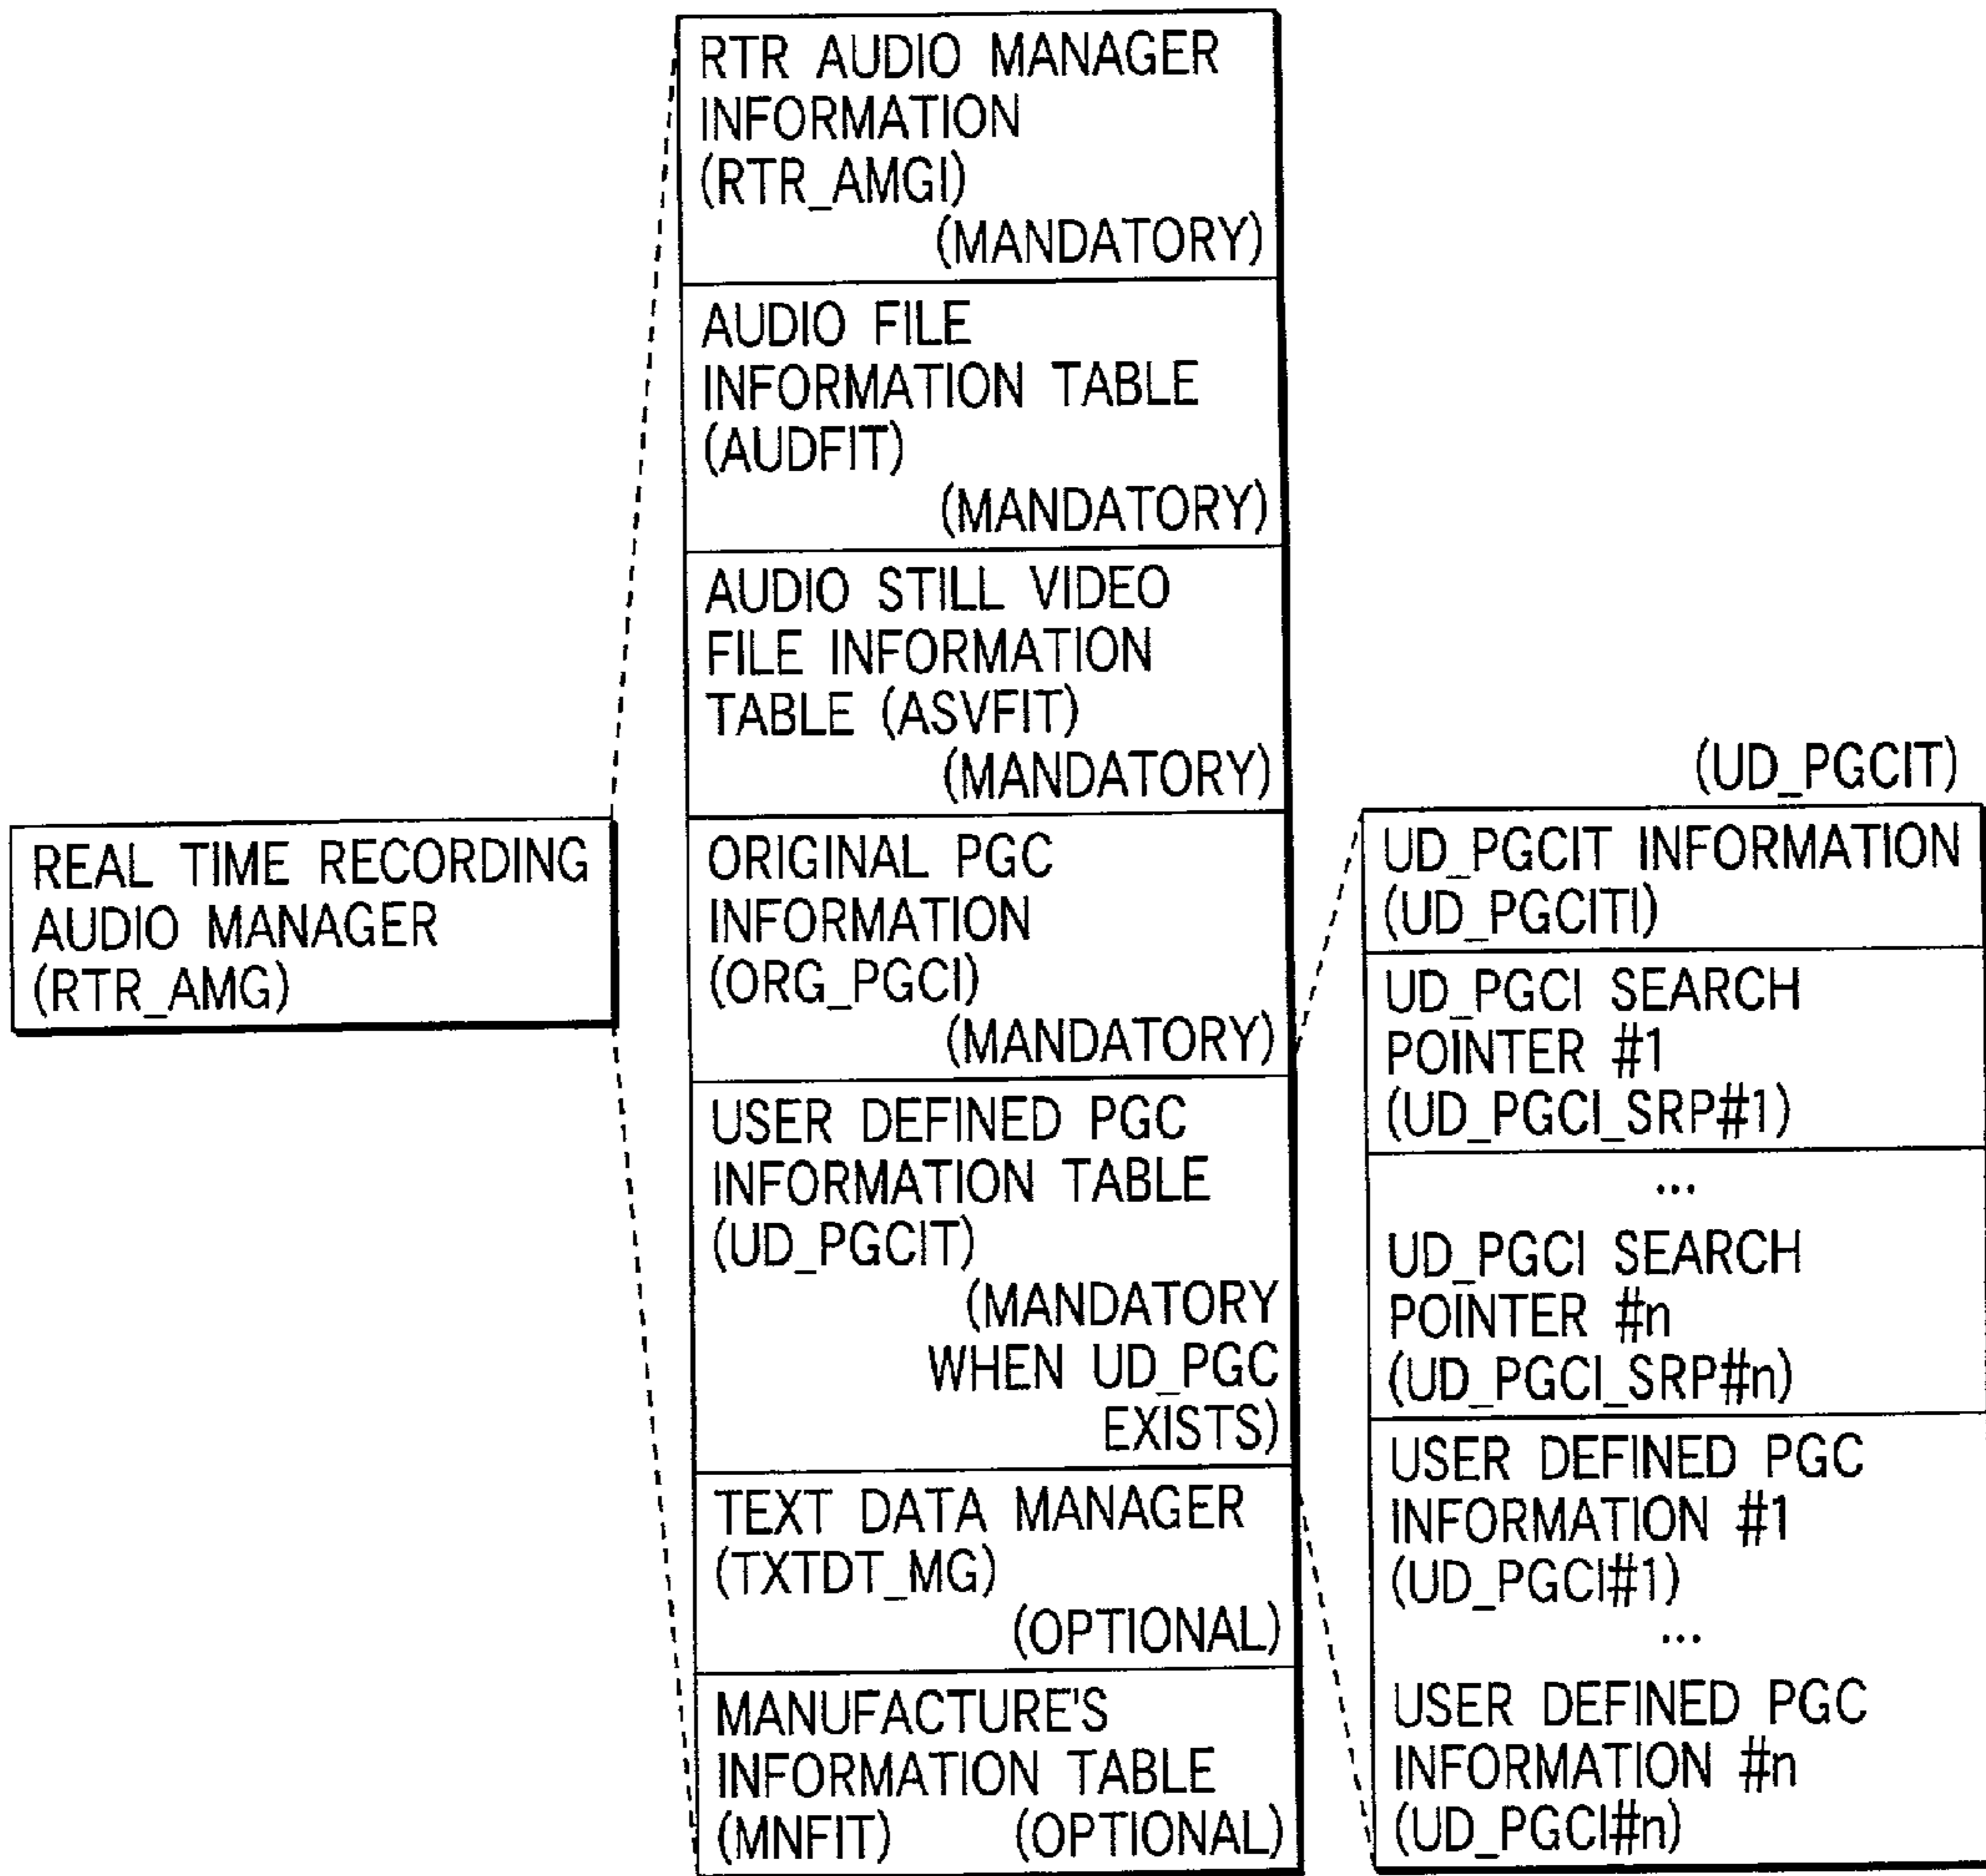 REAL TIME RECORDING
AUDIO MANAGER
(RTR_AMG)
RTR AUDIO MANAGER
INFORMATION
(RTR_AMGI)
(MANDATORY)
AUDIO FILE
INFORMATION TABLE
(AUDFIT)
(MANDATORY)
AUDIO STILL VIDEO
FILE INFORMATION
TABLE (ASVFIT)
(MANDATORY)
ORIGINAL PGC
INFORMATION
(ORG_PGCI)
(MANDATORY)
USER DEFINED PGC
INFORMATION TABLE
(UD_PGCIT)
(MANDATORY
WHEN UD_PGC
EXISTS)
TEXT DATA MANAGER
(TXTDT_MG)
(OPTIONAL)
MANUFACTURE'S
INFORMATION TABLE
(MNFIT) (OPTIONAL)
(UD_PGCIT)
UD_PGCIT INFORMATION
(UD_PGCITI)
UD_PGCI SEARCH
POINTER #1
(UD_PGCI_SRP#1)
...
UD_PGCI SEARCH
POINTER #n
(UD_PGCI_SRP#n)
USER DEFINED PGC
INFORMATION #1
(UD_PGCI#1)
...
USER DEFINED PGC
INFORMATION #n
(UD_PGCI#n)